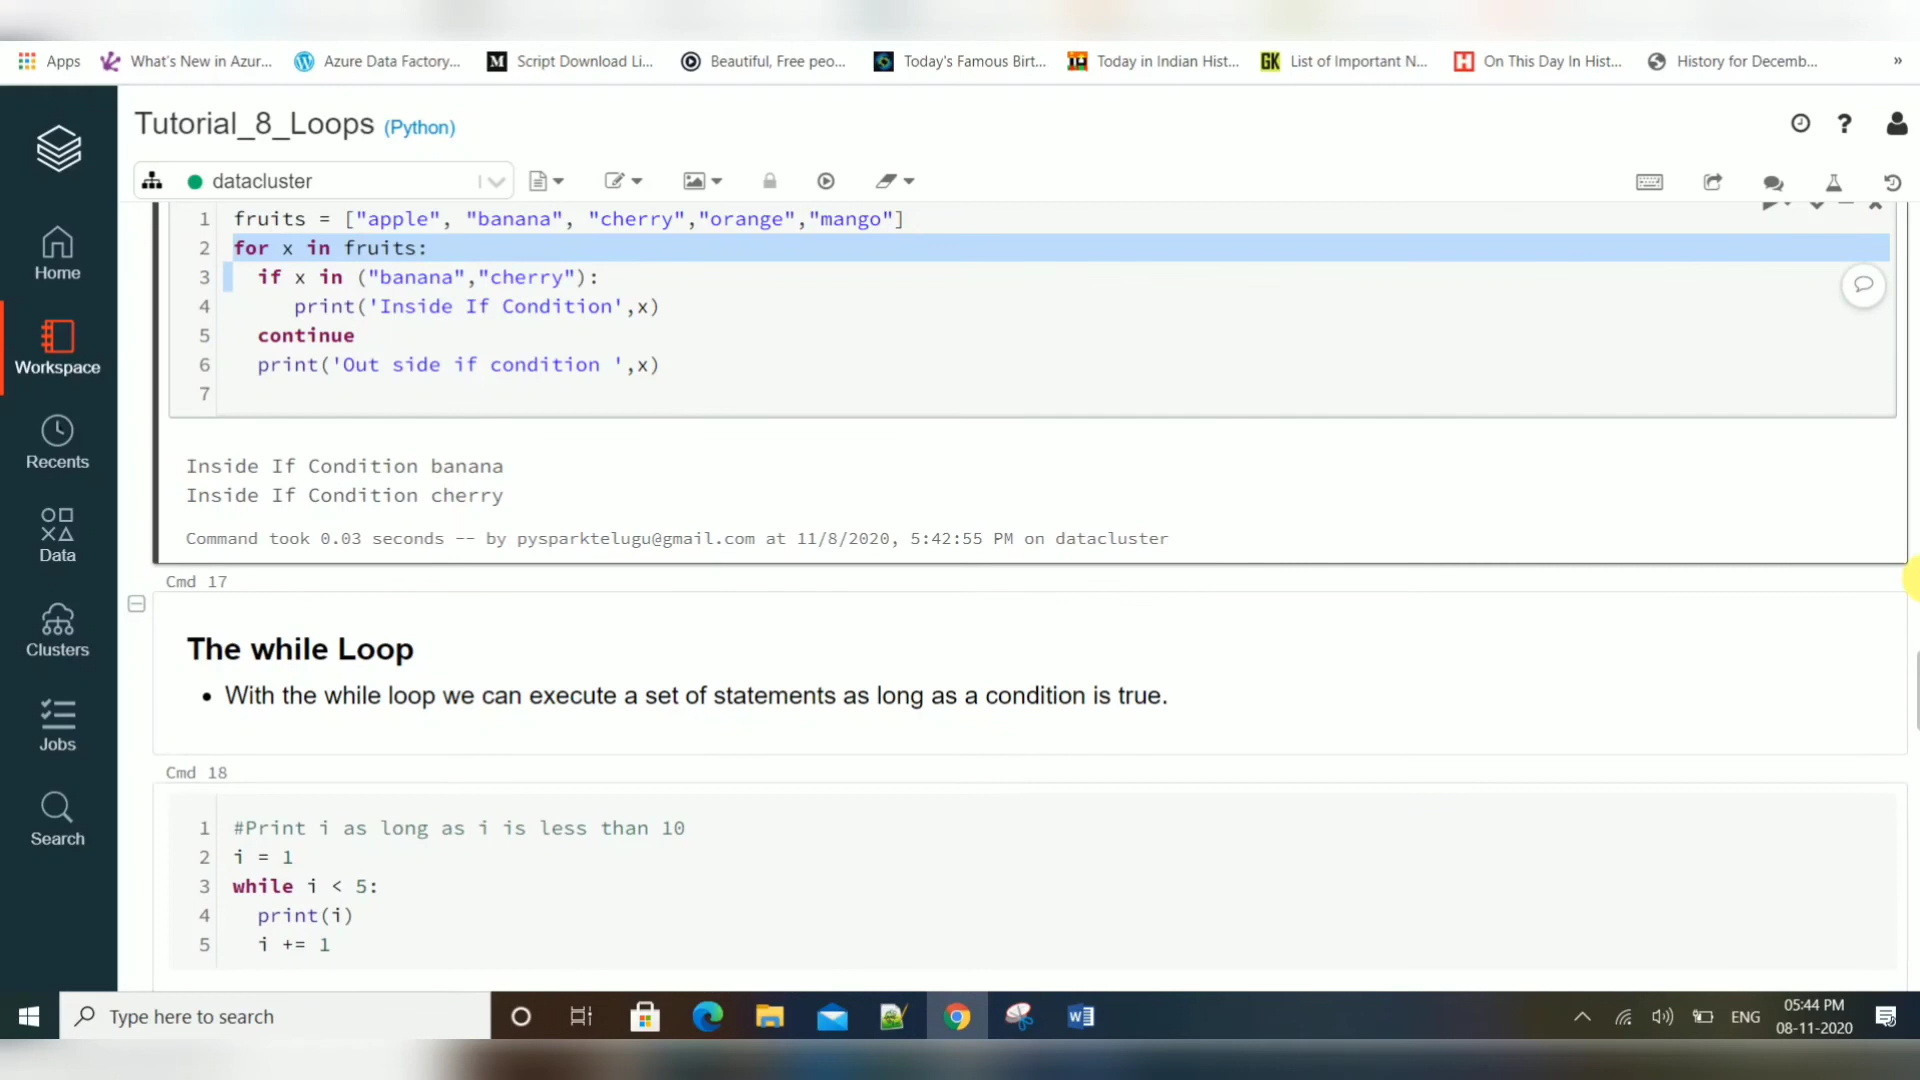 Apps What's New in Azur... Azure Data Factory... M Script Download Li... Beautiful, Free peo... Today's Famous Birt... Today in Indian Hist... GK List of Important N... H On This Day In Hist... History for Decemb... »
Tutorial_8_Loops (Python)
datacluster
1 fruits = ["apple", "banana", "cherry","orange","mango"]
2 for x in fruits:
3 if x in ("banana","cherry"):
4 print('Inside If Condition',x)
5 continue
6 print('Out side if condition ',x)
7
Inside If Condition banana
Inside If Condition cherry
Command took 0.03 seconds -- by pysparktelugu@gmail.com at 11/8/2020, 5:42:55 PM on datacluster
Cmd 17
The while Loop
• With the while loop we can execute a set of statements as long as a condition is true.
Cmd 18
1 #Print i as long as i is less than 10
2 i = 1
3 while i < 5:
4 print(i)
5 i += 1
Home
Workspace
Recents
Data
Clusters
Jobs
Search
Type here to search
ENG
05:44 PM
08-11-2020